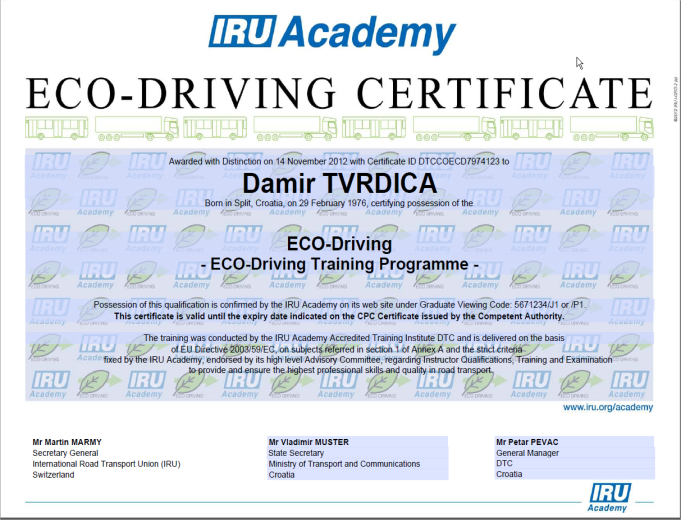 IRU Academy
ECO-DRIVING CERTIFICATE
Awarded with Distinction on 14 November 2012 with Certificate ID DTCCOECD7974123 to
Damir TVRDICA
Born in Split, Croatia, on 29 February 1976, certifying possession of the
ECO-Driving
- ECO-Driving Training Programme -
Possession of this qualification is confirmed by the IRU Academy on its web site under Graduate Viewing Code: 5671234/J1 or /P1.
This certificate is valid until the expiry date indicated on the CPC Certificate issued by the Competent Authority.
The training was conducted by the IRU Academy Accredited Training Institute DTC and is delivered on the basis
of EU Directive 2003/59/EC, on subjects referred in section 1 of Annex A and the strict criteria
fixed by the IRU Academy, endorsed by its high level Advisory Committee, regarding Instructor Qualifications, Training and Examination
to provide and ensure the highest professional skills and quality in road transport.
www.iru.org/academy
Mr Martin MARMY
Secretary General
International Road Transport Union (IRU)
Switzerland
Mr Vladimir MUSTER
State Secretary
Ministry of Transport and Communications
Croatia
Mr Petar PEVAC
General Manager
DTC
Croatia
IRU
Academy